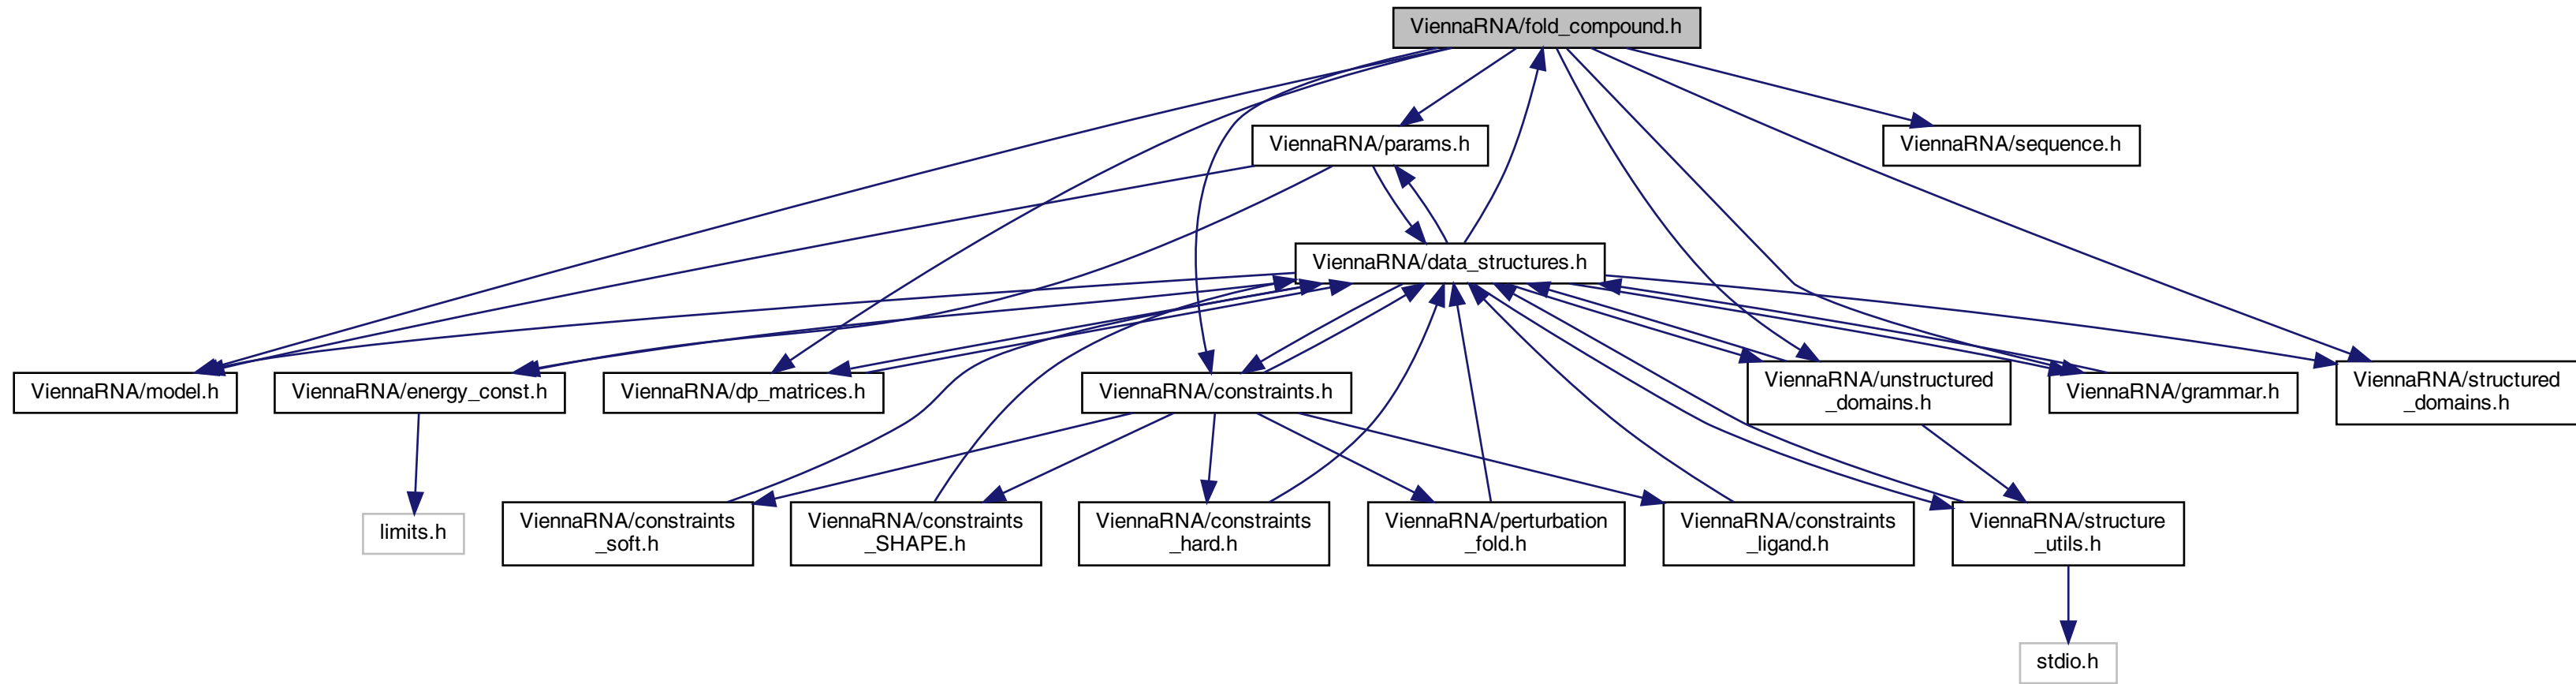 ViennaRNA/fold_compound.h
ViennaRNA/params.h
ViennaRNA/sequence.h
ViennaRNA/data_structures.h
ViennaRNA/model.h
ViennaRNA/energy_const.h
ViennaRNA/dp_matrices.h
ViennaRNA/constraints.h
ViennaRNA/unstructured
_domains.h
ViennaRNA/grammar.h
ViennaRNA/structured
_domains.h
limits.h
ViennaRNA/constraints
_soft.h
ViennaRNA/constraints
_SHAPE.h
ViennaRNA/constraints
_hard.h
ViennaRNA/perturbation
_fold.h
ViennaRNA/constraints
_ligand.h
ViennaRNA/structure
_utils.h
stdio.h